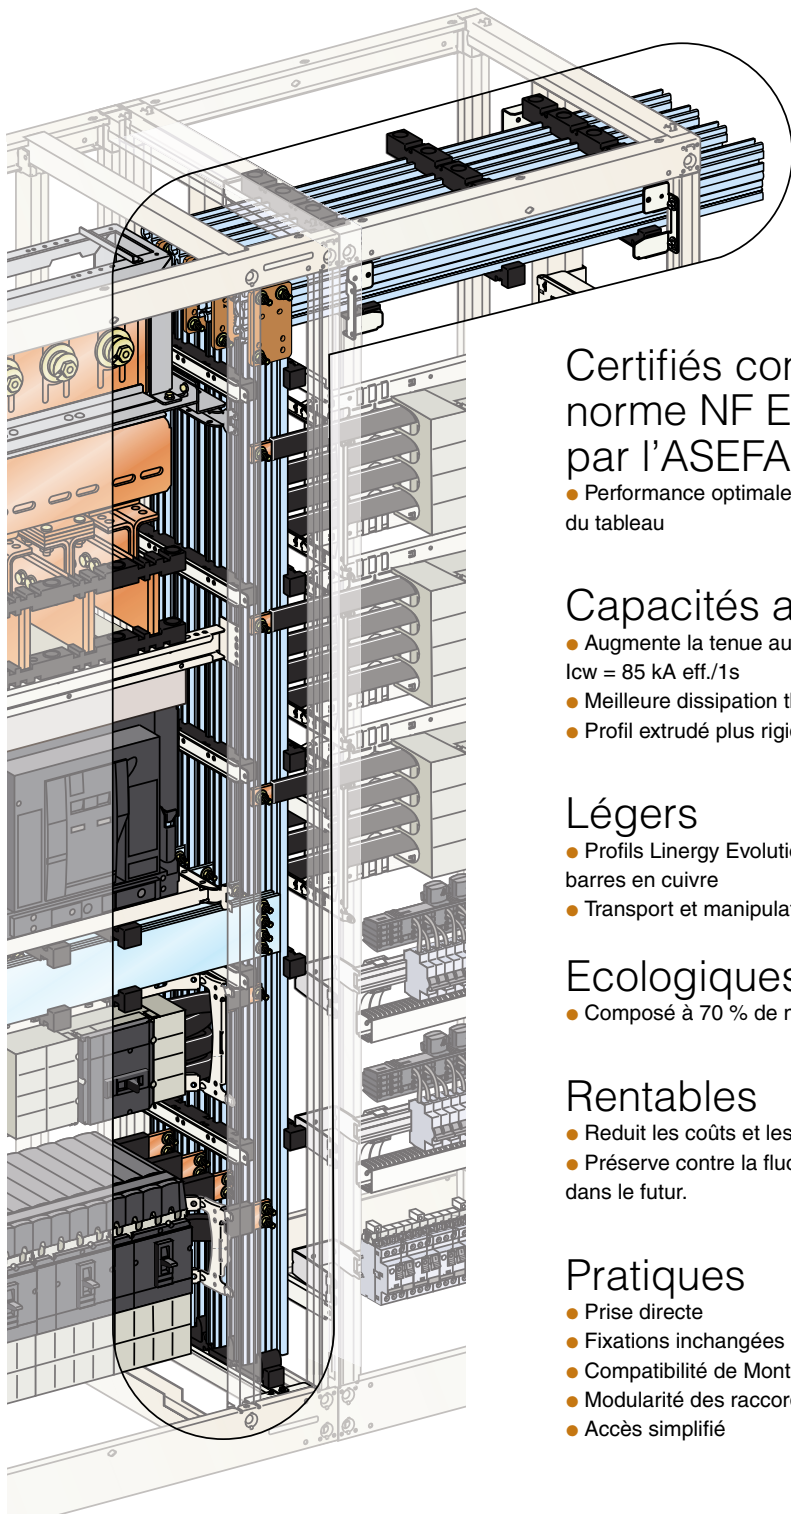 Certifiés con
norme NF E
par l’ASEFA
● Performance optimale
du tableau
Capacités a
● Augmente la tenue au
Icw = 85 kA eff./1s
● Meilleure dissipation t
● Profil extrudé plus rigi
Légers
● Profils Linergy Evoluti
barres en cuivre
● Transport et manipulat
Ecologiques
● Composé à 70 % de
Rentables
● Reduit les coûts et les
● Préserve contre la flu
dans le futur.
Pratiques
● Prise directe
● Fixations inchangées
● Compatibilité de Mont
● Modularité des raccor
● Accès simplifié